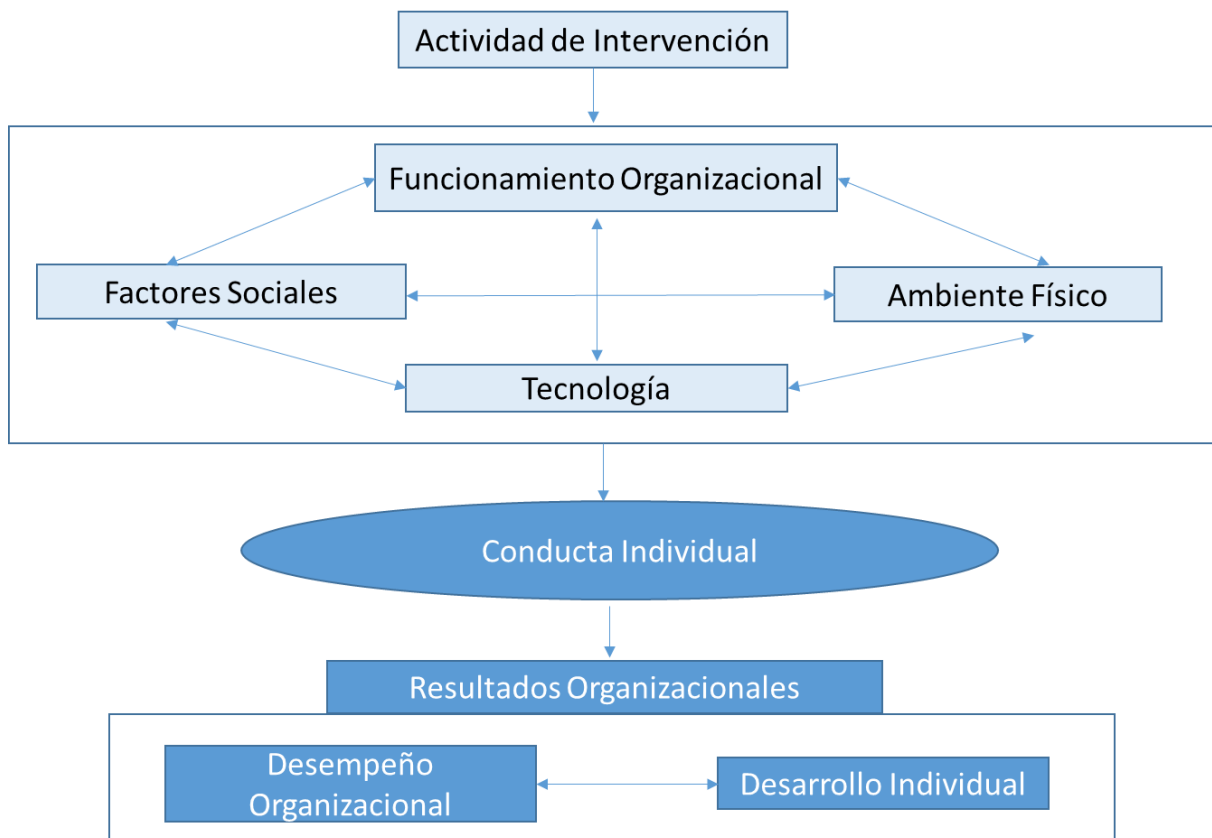 Actividad de Intervención
Funcionamiento Organizacional
Factores Sociales
Ambiente Físico
Tecnología
Conducta Individual
Resultados Organizacionales
Desempeño
Organizacional
Desarrollo Individual